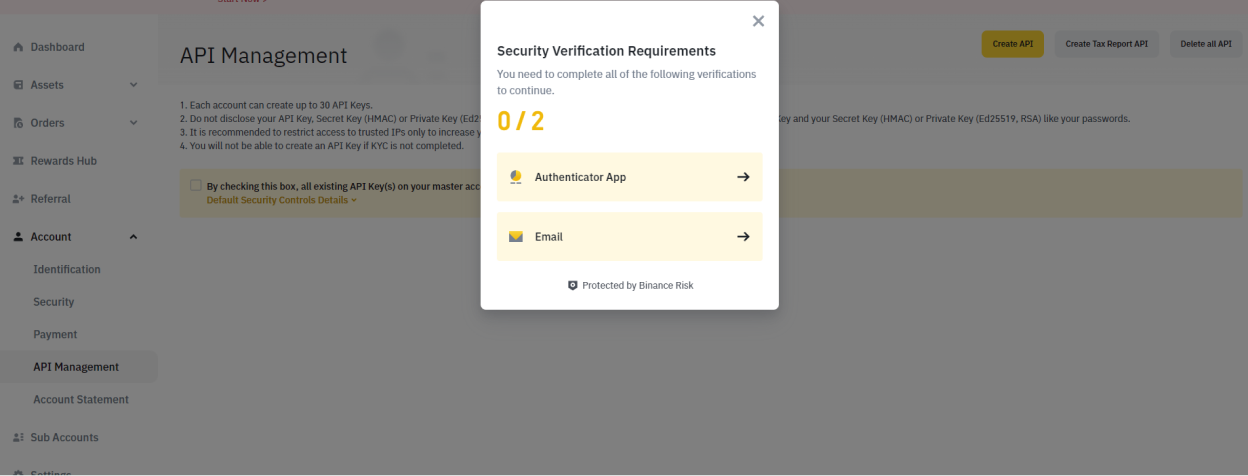 Start Now >
Dashboard
Assets
Orders
Rewards Hub
Referral
Account
Identification
Security
Payment
API Management
Account Statement
Sub Accounts
Settings
API Management
Create API
Create Tax Report API
Delete all API
1. Each account can create up to 30 API Keys.
2. Do not disclose your API Key, Secret Key (HMAC) or Private Key (Ed25 ey and your Secret Key (HMAC) or Private Key (Ed25519, RSA) like your passwords.
3. It is recommended to restrict access to trusted IPs only to increase y
4. You will not be able to create an API Key if KYC is not completed.
By checking this box, all existing API Key(s) on your master acc
Default Security Controls Details
Security Verification Requirements
You need to complete all of the following verifications
to continue.
0 / 2
Authenticator App
Email
Protected by Binance Risk